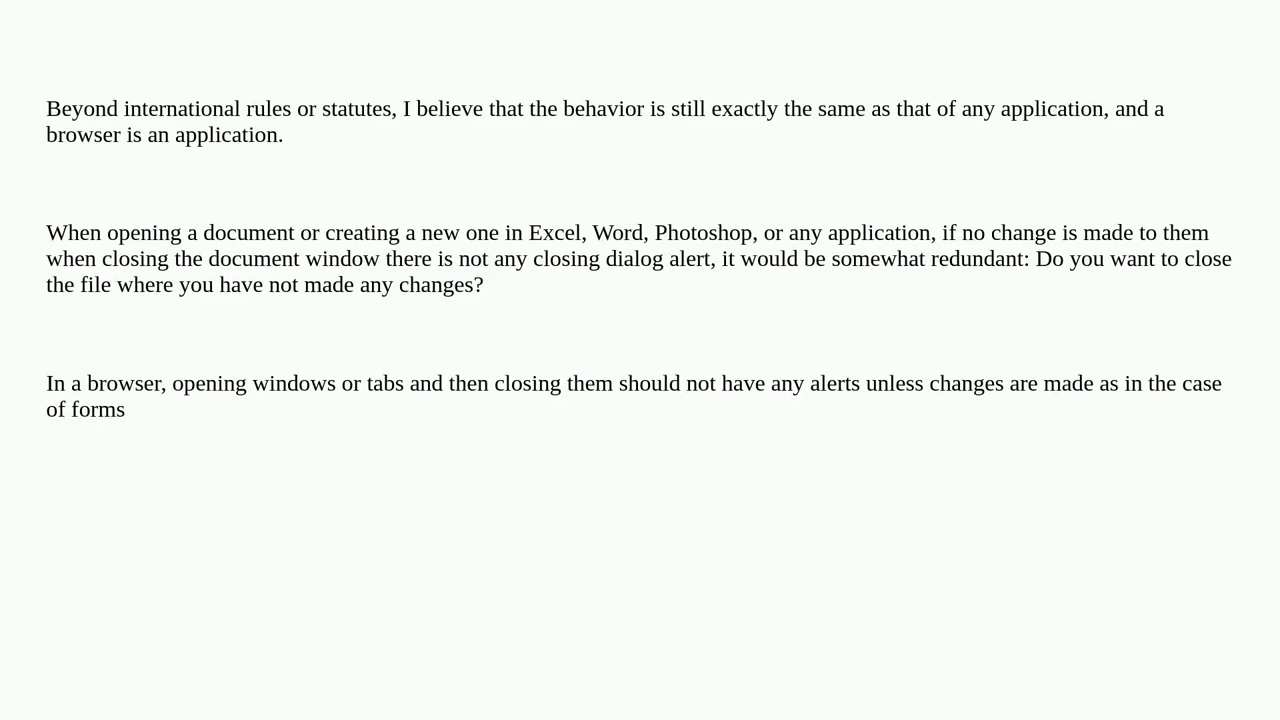 Beyond international rules or statutes, I believe that the behavior is still exactly the same as that of any application, and a
browser is an application.
When opening a document or creating a new one in Excel, Word, Photoshop, or any application, if no change is made to them
when closing the document window there is not any closing dialog alert, it would be somewhat redundant: Do you want to close
the file where you have not made any changes?
In a browser, opening windows or tabs and then closing them should not have any alerts unless changes are made as in the case
of forms